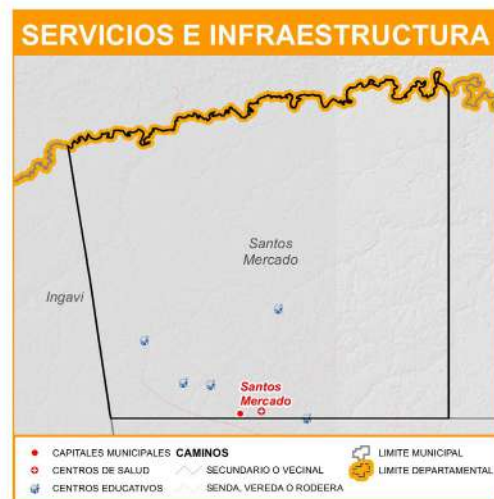 SERVICIOS E INFRAESTRUCTURA
Santos
Mercado
Ingavi
Santos
Mercado
CAPITALES MUNICIPALES
CENTROS DE SALUD
CENTROS EDUCATIVOS
CAMINOS
SECUNDARIO O VECINAL
SENDA, VEREDA O RODEERA
LIMITE MUNICIPAL
LIMITE DEPARTAMENTAL